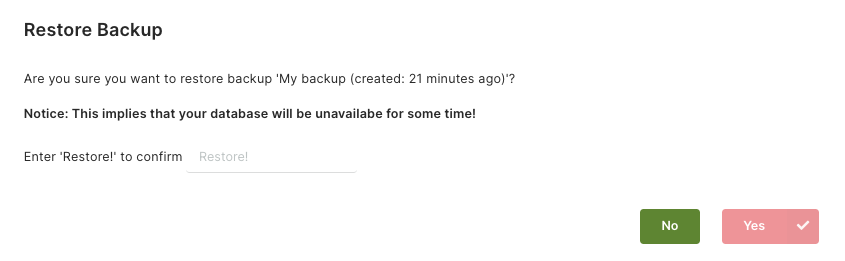 Restore Backup
Are you sure you want to restore backup 'My backup (created: 21 minutes ago)'?
Notice: This implies that your database will be unavailabe for some time!
Enter 'Restore!' to confirm Restore!
No Yes